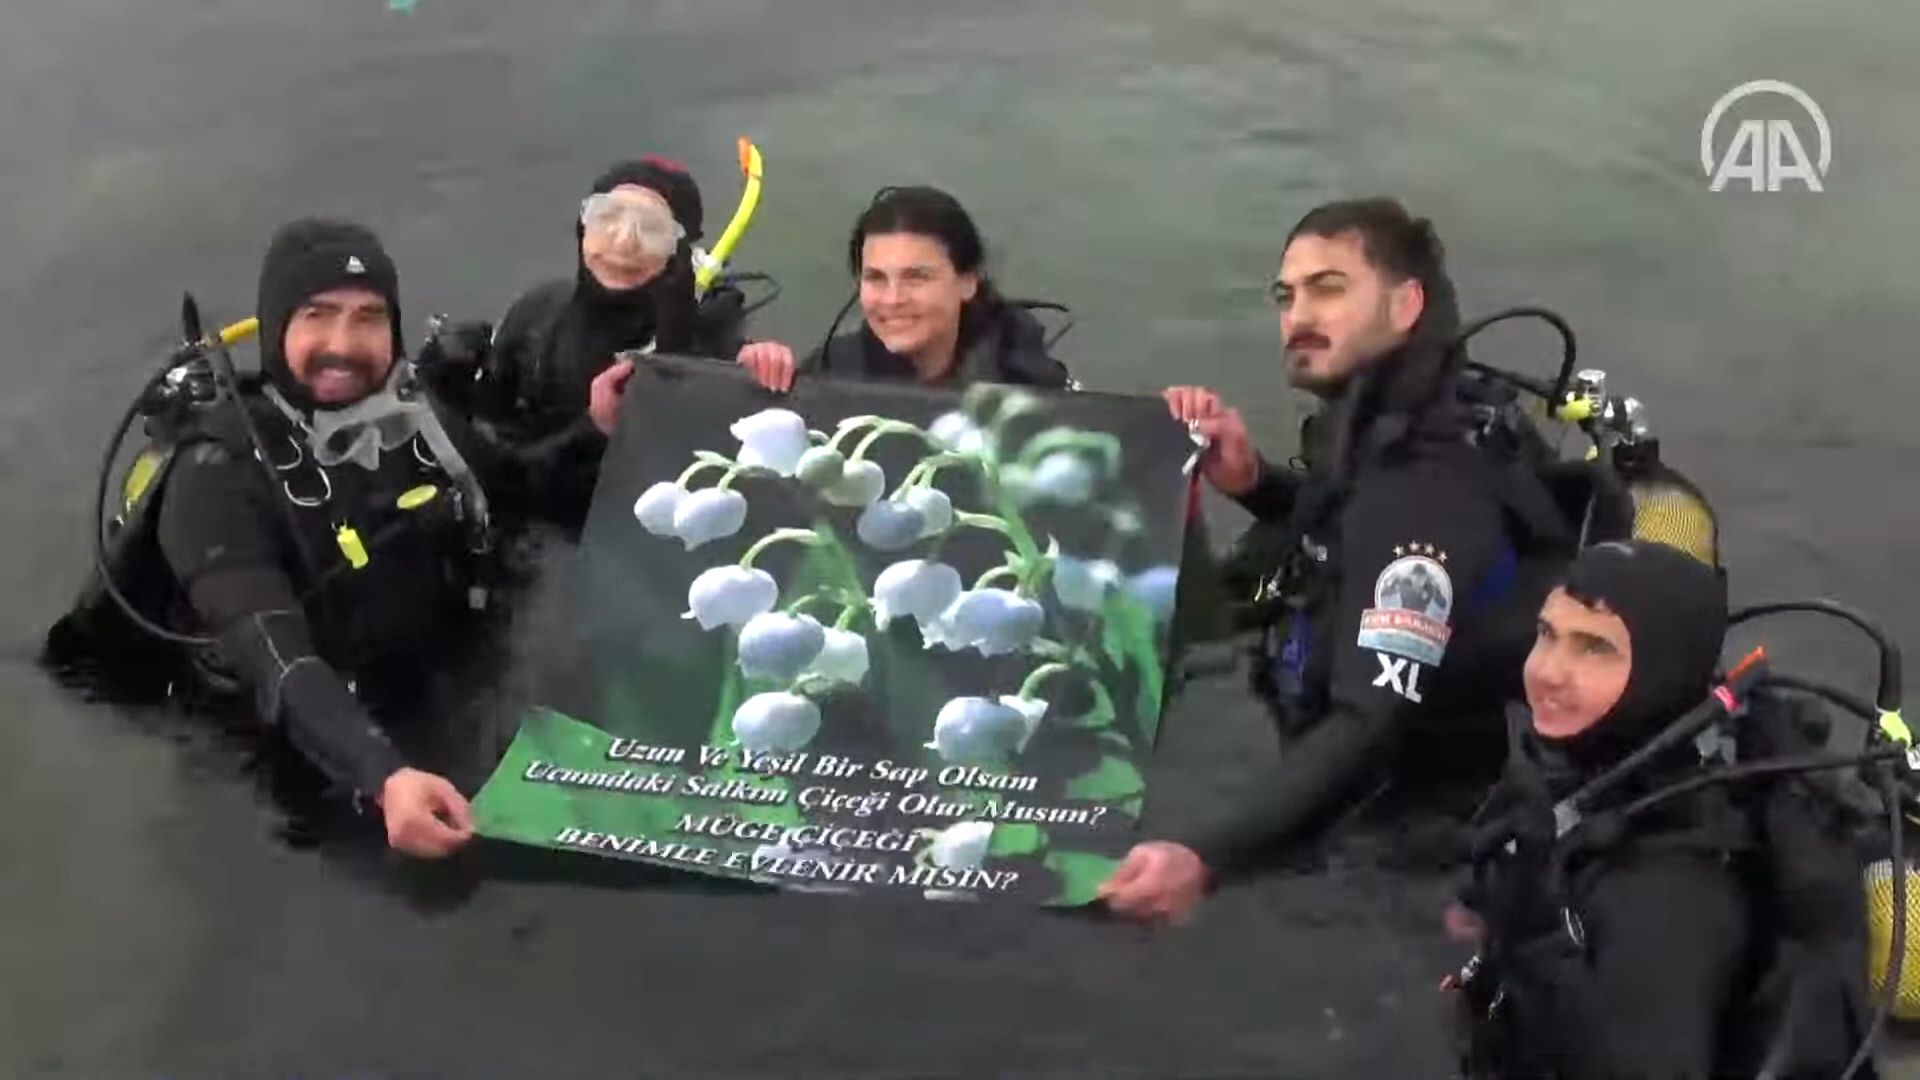 AA
XL
Uzun Ve Yeşil Bir Sap Olsam
Ucundaki Salkım Çiçeği Olur Musun?
MÜGE ÇİÇEĞİ
BENİMLE EVLENİR MİSİN?